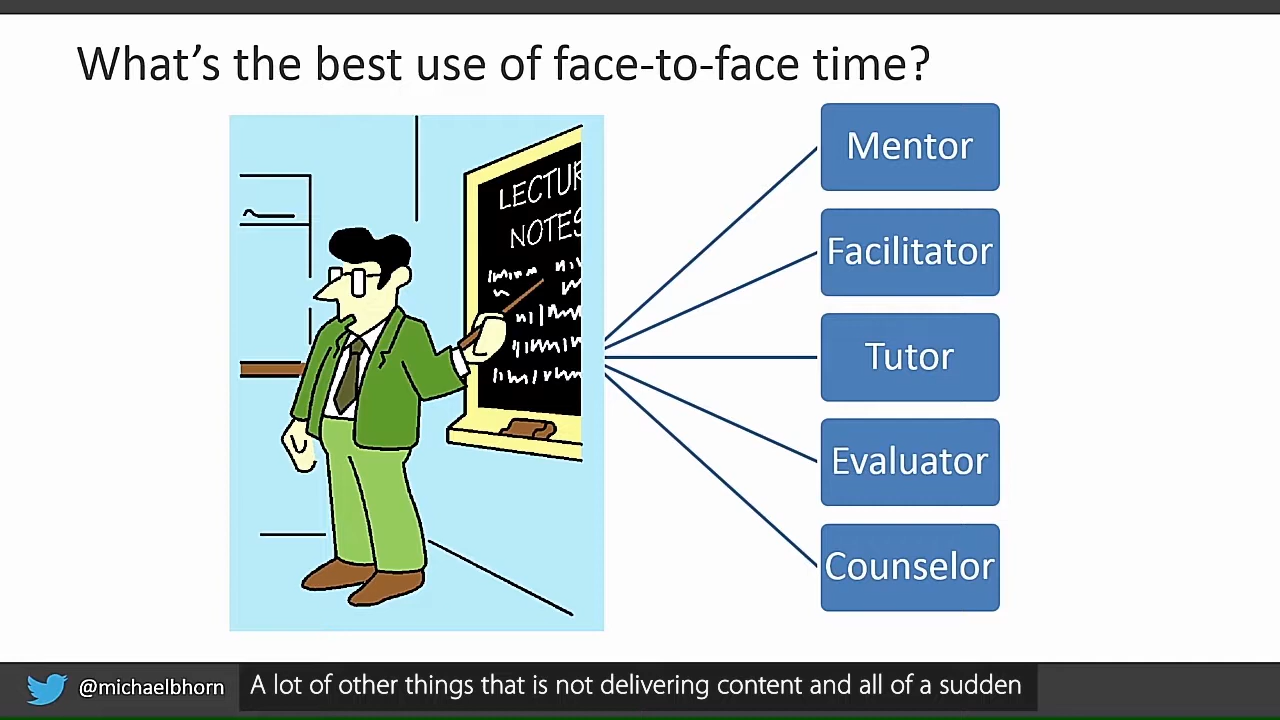 What's the best use of face-to-face time?
LECTUR
NOTES
Mentor
Facilitator
Tutor
Evaluator
Counselor
@michaelbhorn
A lot of other things that is not delivering content and all of a sudden